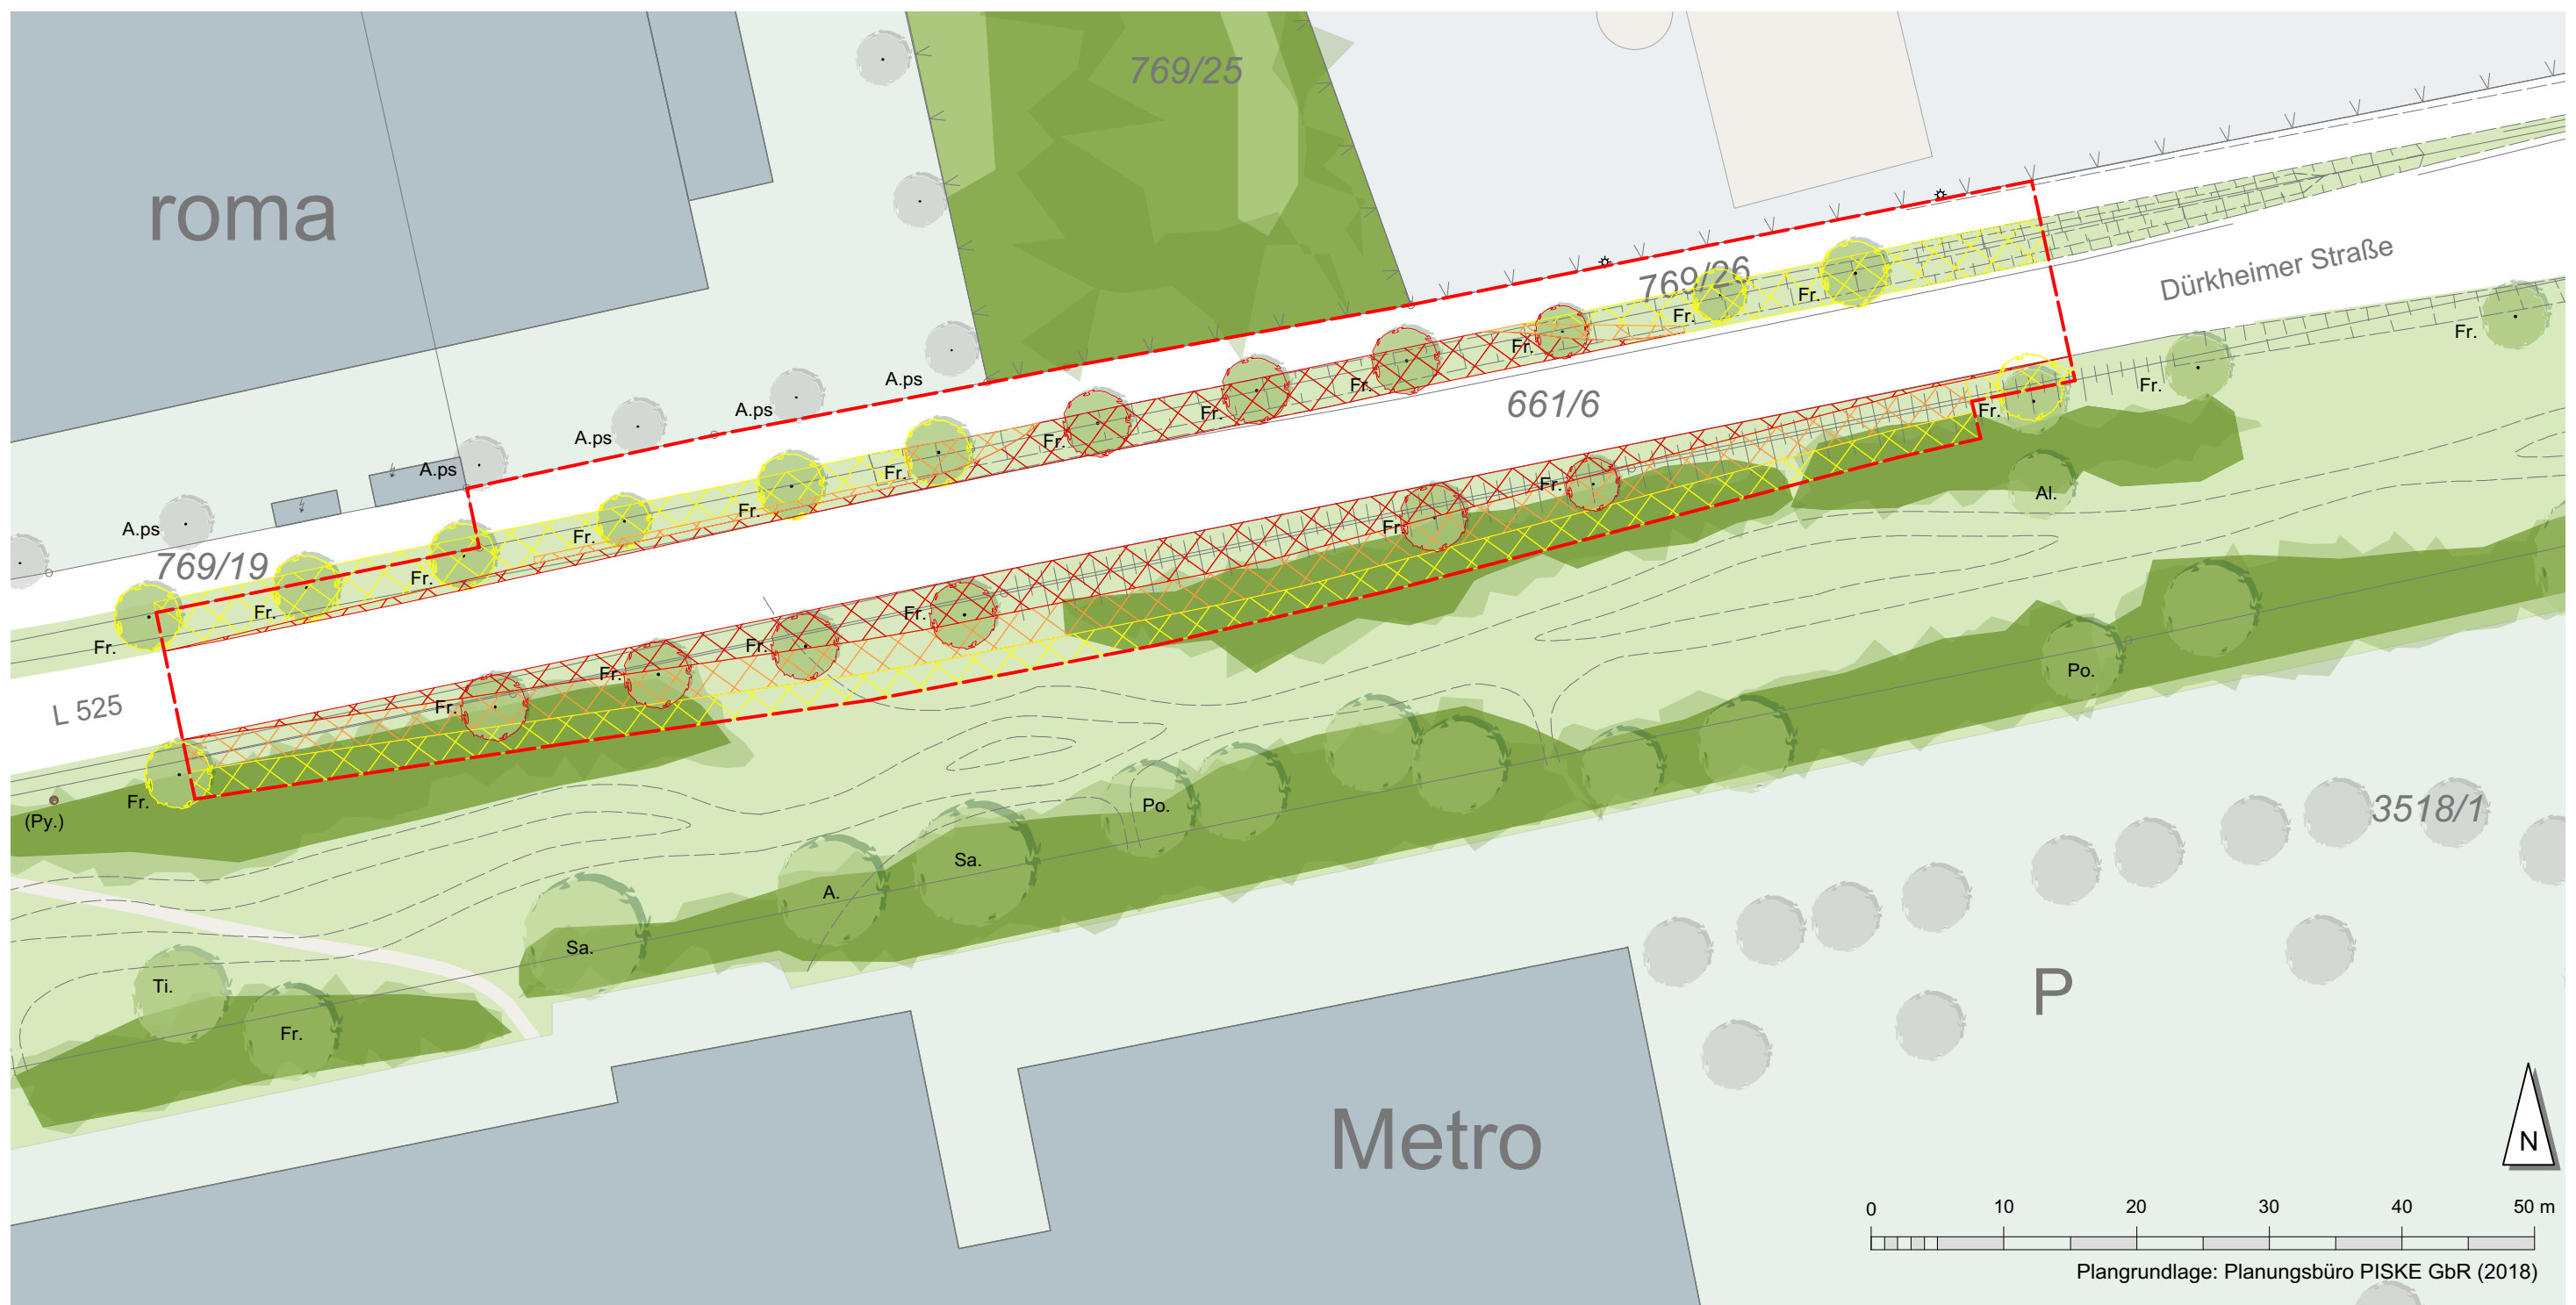 769/25
roma
769/26
Dürkheimer Straße
Fr.
Fr.
Fr.
Fr.
Fr.
Fr.
A.ps
661/6
Fr.
Fr.
A.ps
Fr.
Fr.
A.ps
Fr.
A.ps
Fr.
Fr.
Al.
Fr.
Fr.
A.ps
Fr.
Fr.
769/19
Fr.
Fr.
Fr.
Fr.
Fr.
Fr.
Po.
L 525
Fr.
Fr.
(Py.)
Po.
3518/1
Sa.
A.
Sa.
Ti.
P
Fr.
Metro
N
0 10 20 30 40 50 m
Plangrundlage: Planungsbüro PISKE GbR (2018)